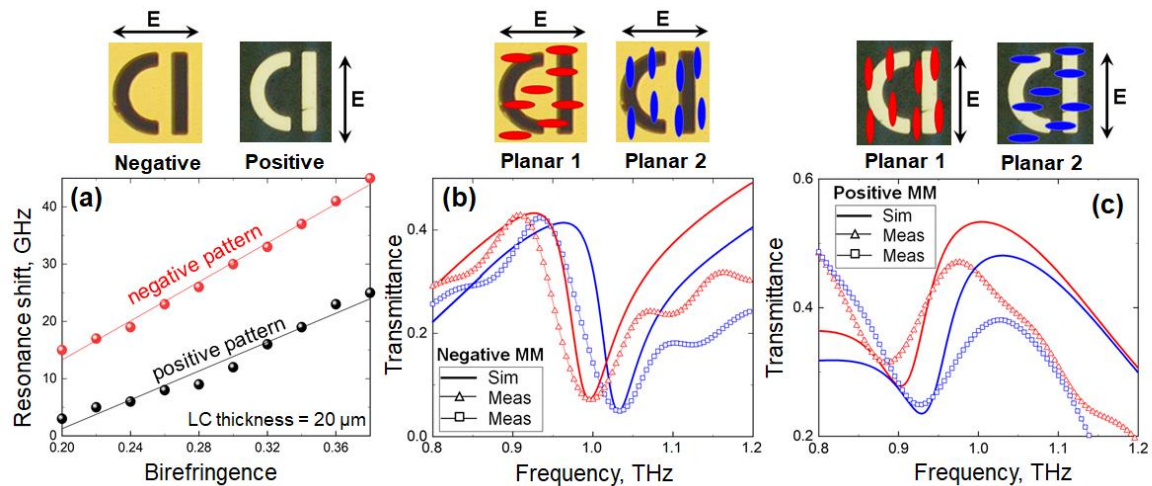 E
E
Negative
Positive
(a)
negative pattern
positive pattern
LC thickness = 20 µm
Resonance shift, GHz
40
30
20
10
0
0.20
0.24
0.28
0.32
0.36
Birefringence
E
E
Planar 1
Planar 2
(b)
Negative MM
Sim
Meas
Meas
Transmittance
0.4
0.2
0.0
0.8
0.9
1.0
1.1
1.2
Frequency, THz
E
E
Planar 1
Planar 2
(c)
Positive MM
Sim
Meas
Meas
Transmittance
0.6
0.4
0.2
0.8
0.9
1.0
1.1
1.2
Frequency, THz